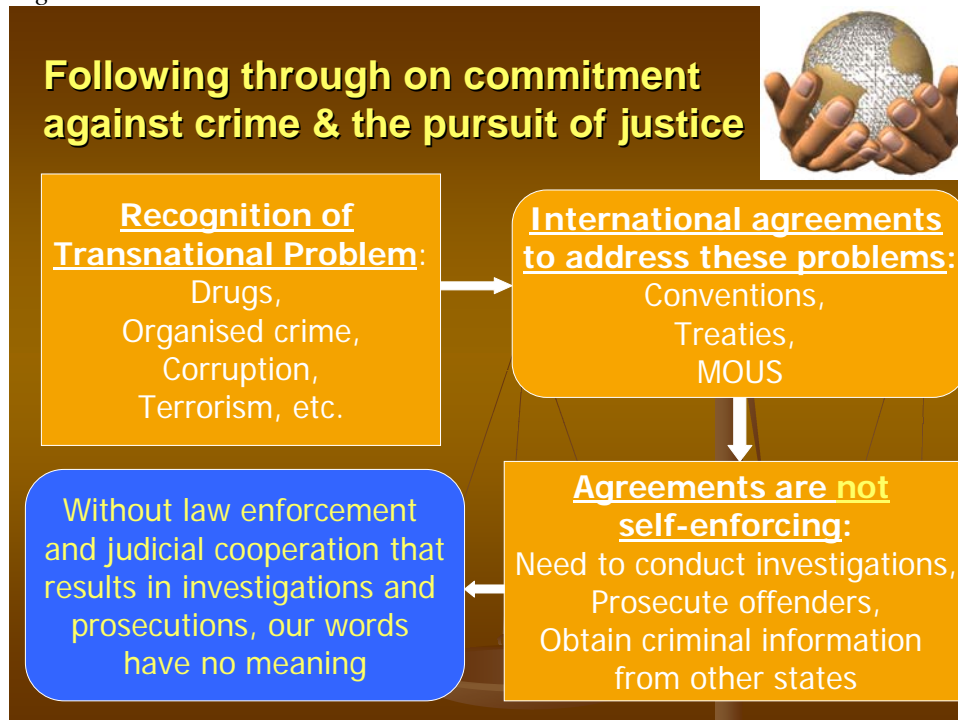 Following through on commitment
against crime & the pursuit of justice
Recognition of
Transnational Problem:
Drugs,
Organised crime,
Corruption,
Terrorism, etc.
International agreements
to address these problems:
Conventions,
Treaties,
MOUS
Agreements are not
self-enforcing:
Need to conduct investigations,
Prosecute offenders,
Obtain criminal information
from other states
Without law enforcement
and judicial cooperation that
results in investigations and
prosecutions, our words
have no meaning